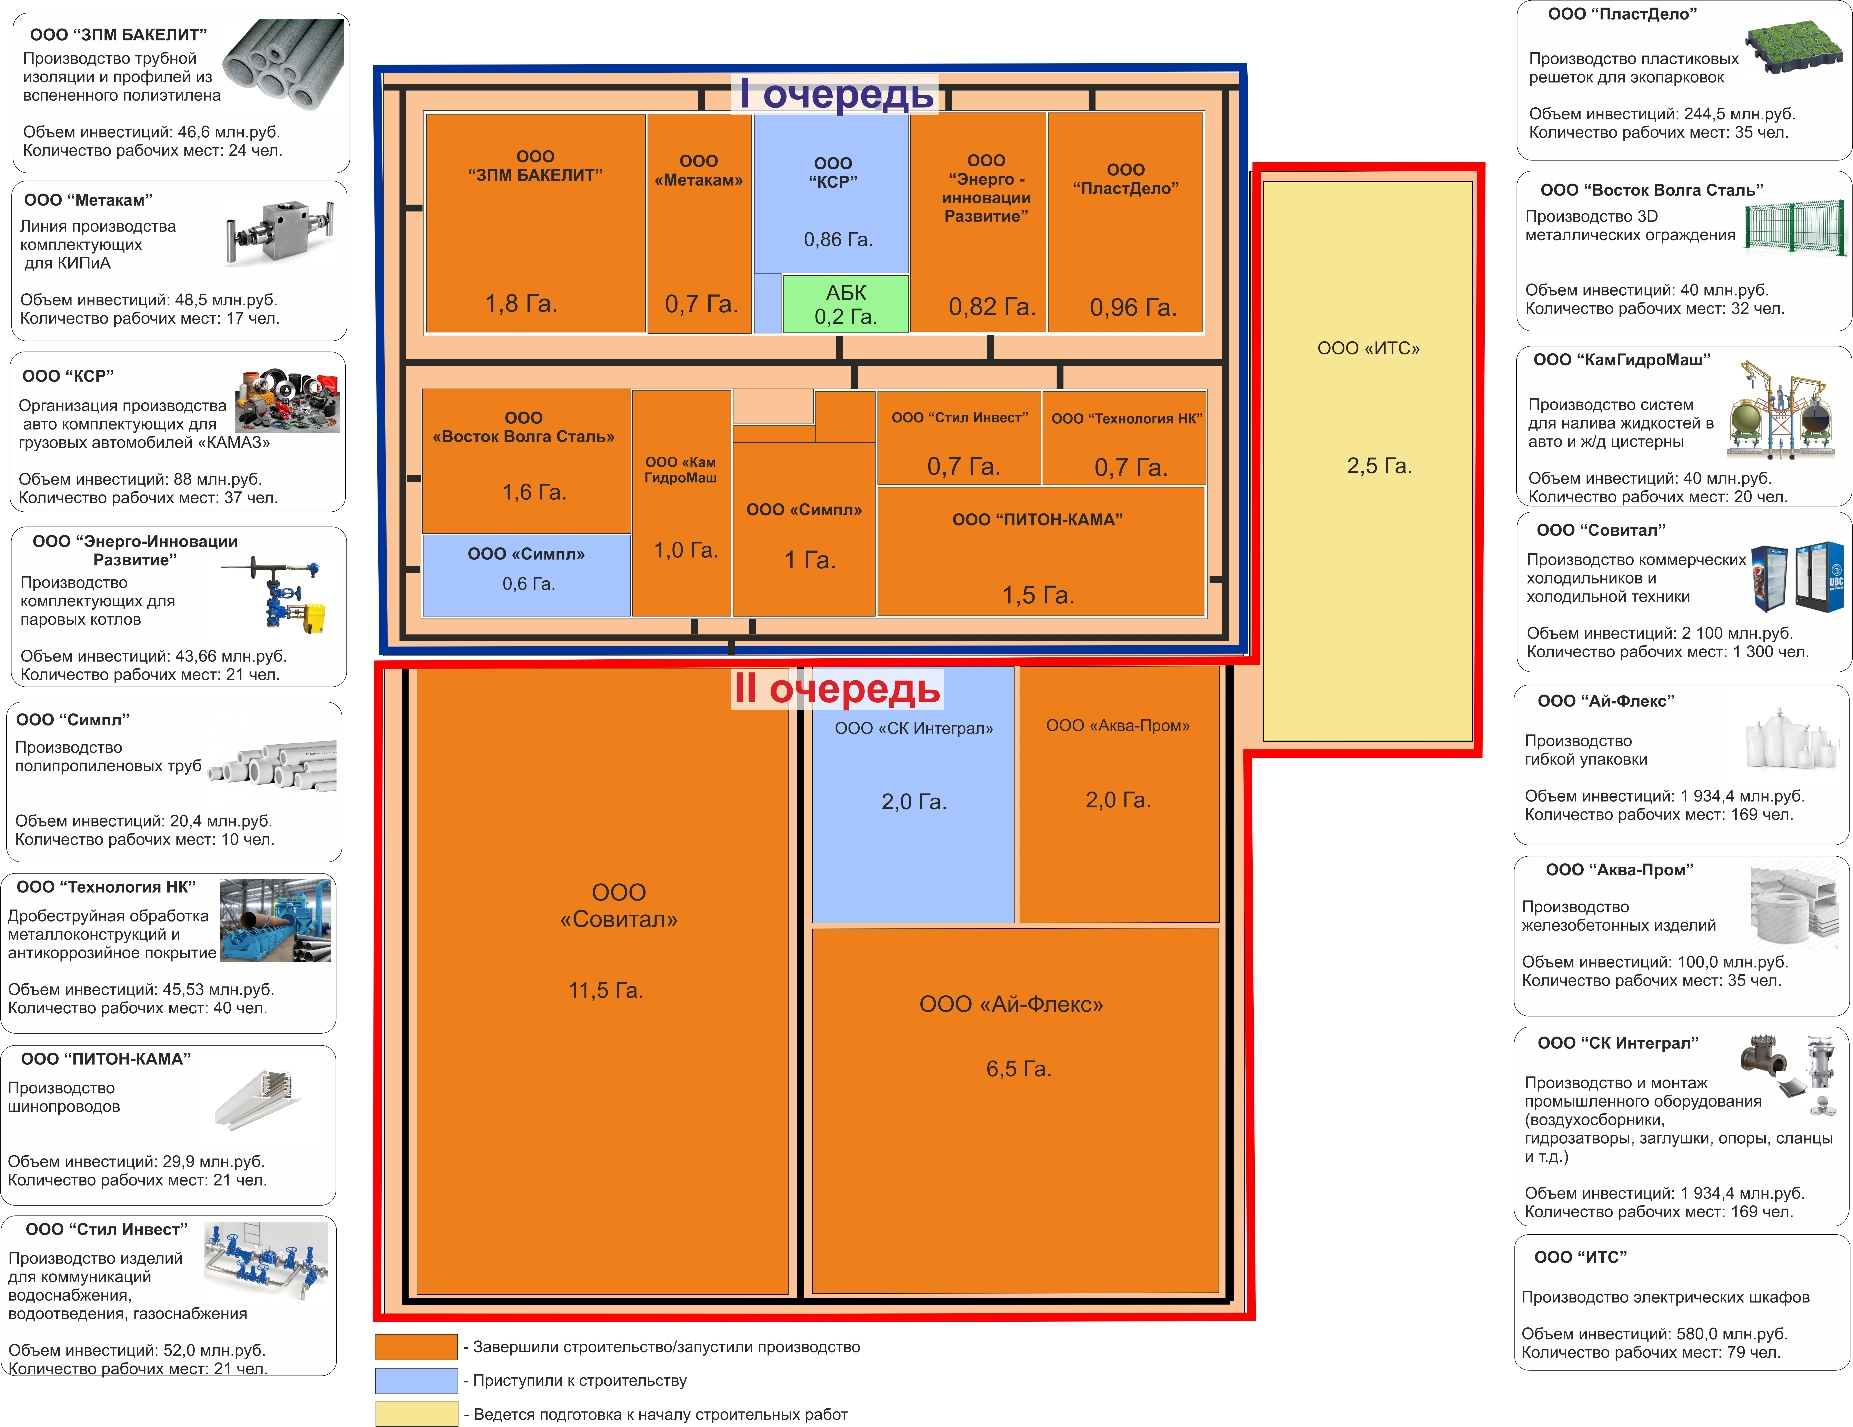 ООО “ЗПМ БАКЕЛИТ”
Производство трубной
изоляции и профилей из
вспененного полиэтилена
Объем инвестиций: 46,6 млн.руб.
Количество рабочих мест: 24 чел.
ООО “Метакам”
Линия производства
комплектующих
для КИПиА
Объем инвестиций: 48,5 млн.руб.
Количество рабочих мест: 17 чел.
ООО “КСР”
Организация производства
авто комплектующих для
грузовых автомобилей «КАМАЗ»
Объем инвестиций: 88 млн.руб.
Количество рабочих мест: 37 чел.
ООО “Энерго-Инновации
Развитие”
Производство
комплектующих для
паровых котлов
Объем инвестиций: 43,66 млн.руб.
Количество рабочих мест: 21 чел.
ООО “Симпл”
Производство
полипропиленовых труб
Объем инвестиций: 20,4 млн.руб.
Количество рабочих мест: 10 чел.
ООО “Технология НК”
Дробеструйная обработка
металлоконструкций и
антикоррозийное покрытие
Объем инвестиций: 45,53 млн.руб.
Количество рабочих мест: 40 чел.
ООО “ПИТОН-КАМА”
Производство
шинопроводов
Объем инвестиций: 29,9 млн.руб.
Количество рабочих мест: 21 чел.
ООО “Стил Инвест”
Производство изделий
для коммуникаций
водоснабжения,
водоотведения, газоснабжения
Объем инвестиций: 52,0 млн.руб.
Количество рабочих мест: 21 чел.
I очередь
ООО
“ЗПМ БАКЕЛИТ”
1,8 Га.
ООО
«Метакам»
0,7 Га.
ООО
“КСР”
0,86 Га.
АБК
0,2 Га.
ООО
“Энерго -
инновации
Развитие”
0,82 Га.
ООО
“ПластДело”
0,96 Га.
ООО
«Восток Волга Сталь»
1,6 Га.
ООО «Симпл»
0,6 Га.
ООО «Кам
ГидроМаш
1,0 Га.
ООО «Симпл»
1 Га.
ООО “Стил Инвест”
0,7 Га.
ООО “Технология НК”
0,7 Га.
ООО “ПИТОН-КАМА”
1,5 Га.
ООО «ИТС»
2,5 Га.
II очередь
ООО
«Совитал»
11,5 Га.
ООО «СК Интеграл»
2,0 Га.
ООО «Аква-Пром»
2,0 Га.
ООО «Ай-Флекс»
6,5 Га.
- Завершили строительство/запустили производство
- Приступили к строительству
- Ведется подготовка к началу строительных работ
ООО “ПластДело”
Производство пластиковых
решеток для экопарковок
Объем инвестиций: 244,5 млн.руб.
Количество рабочих мест: 35 чел.
ООО “Восток Волга Сталь”
Производство 3D
металлических ограждения
Объем инвестиций: 40 млн.руб.
Количество рабочих мест: 32 чел.
ООО “КамГидроМаш”
Производство систем
для налива жидкостей в
авто и ж/д цистерны
Объем инвестиций: 40 млн.руб.
Количество рабочих мест: 20 чел.
ООО “Совитал”
Производство коммерческих
холодильников и
холодильной техники
UBC
Объем инвестиций: 2 100 млн.руб.
Количество рабочих мест: 1 300 чел.
ООО “Ай-Флекс”
Производство
гибкой упаковки
Объем инвестиций: 1 934,4 млн.руб.
Количество рабочих мест: 169 чел.
ООО “Аква-Пром”
Производство
железобетонных изделий
Объем инвестиций: 100,0 млн.руб.
Количество рабочих мест: 35 чел.
ООО “СК Интеграл”
Производство и монтаж
промышленного оборудования
(воздухосборники,
гидрозатворы, заглушки, опоры, сланцы
и т.д.)
Объем инвестиций: 1 934,4 млн.руб.
Количество рабочих мест: 169 чел.
ООО “ИТС”
Производство электрических шкафов
Объем инвестиций: 580,0 млн.руб.
Количество рабочих мест: 79 чел.